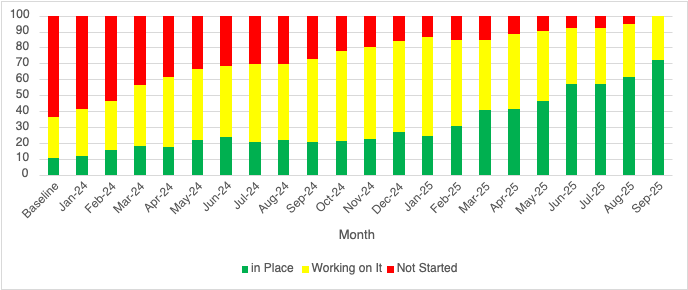 100
90
80
70
60
50
40
30
20
10
0
Baseline
Jan-24
Feb-24
Mar-24
Apr-24
May-24
Jun-24
Jul-24
Aug-24
Sep-24
Oct-24
Nov-24
Dec-24
Jan-25
Feb-25
Mar-25
Apr-25
May-25
Jun-25
Jul-25
Aug-25
Sep-25
Month
in Place Working on It Not Started